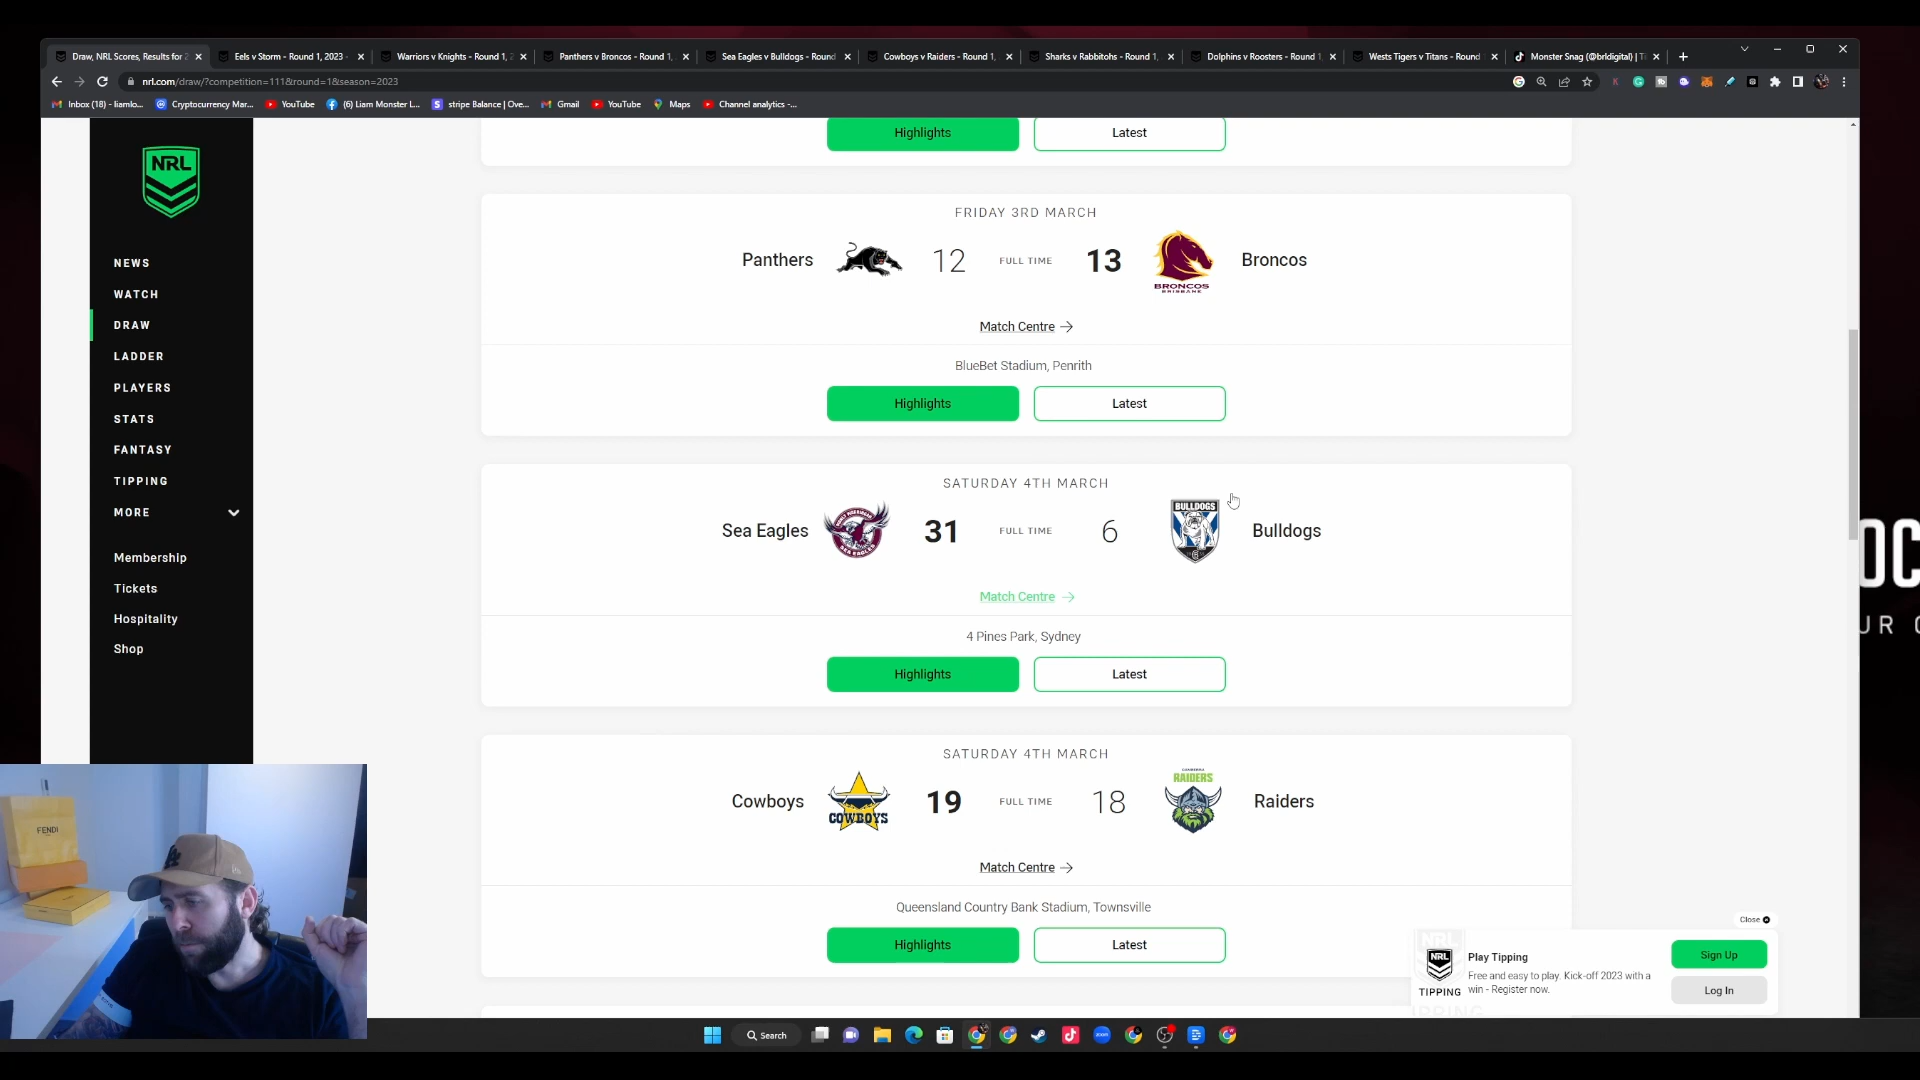 Draw, NRL Scores, Results for 2
Eels v Storm - Round 1, 2023 -
Warriors v Knights - Round 1, 2
Panthers v Broncos - Round 1,
Sea Eagles v Bulldogs - Round
Cowboys v Raiders - Round 1,
Sharks v Rabbitohs - Round 1,
Dolphins v Roosters - Round 1,
Wests Tigers v Titans - Round
Monster Snag (@brldigital) | Ti
nrl.com/draw/?competition=111&round=1&season=2023
Inbox (18) - liamlo...
Cryptocurrency Mar...
YouTube
(6) Liam Monster L...
stripe Balance | Ove...
Gmail
YouTube
Maps
Channel analytics -...
NRL
NEWS
WATCH
DRAW
LADDER
PLAYERS
STATS
FANTASY
TIPPING
MORE
Membership
Tickets
Hospitality
Shop
Highlights
Latest
FRIDAY 3RD MARCH
Panthers 12 FULL TIME 13 BRONCOS BRISBANE Broncos
Match Centre
BlueBet Stadium, Penrith
Highlights
Latest
SATURDAY 4TH MARCH
Sea Eagles SEA EAGLES 31 FULL TIME 6 BULLDOGS Bulldogs
Match Centre
4 Pines Park, Sydney
Highlights
Latest
SATURDAY 4TH MARCH
Cowboys COWBOYS 19 FULL TIME 18 RAIDERS Raiders
Match Centre
Queensland Country Bank Stadium, Townsville
Highlights
Latest
Close
NRL
TIPPING
Play Tipping
Free and easy to play. Kick-off 2023 with a
win - Register now.
Sign Up
Log In
OC
UR
FENDI
Search